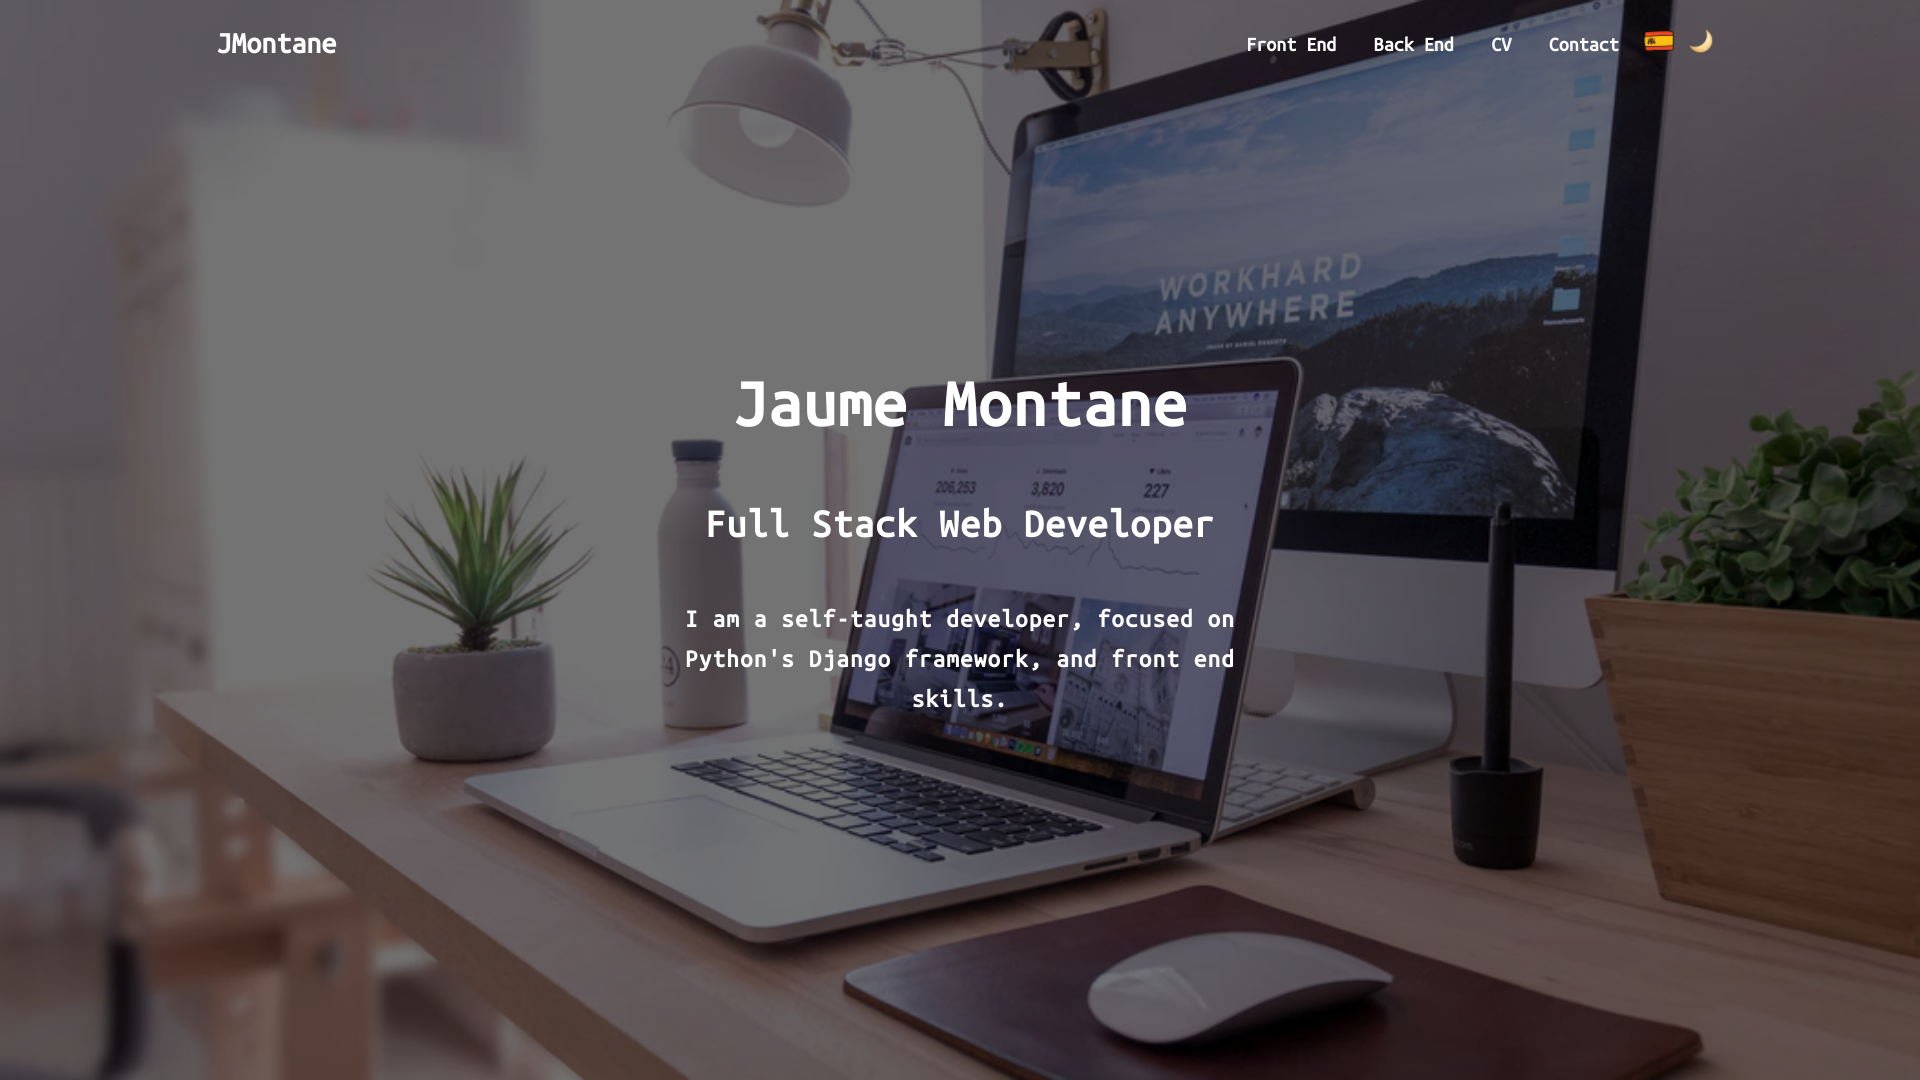 JMontane
Front End
Back End
CV
Contact
WORKHARD
ANYWHERE
Jaume Montane
206,253
3,820
227
Full Stack Web Developer
I am a self-taught developer, focused on
Python's Django framework, and front end
skills.